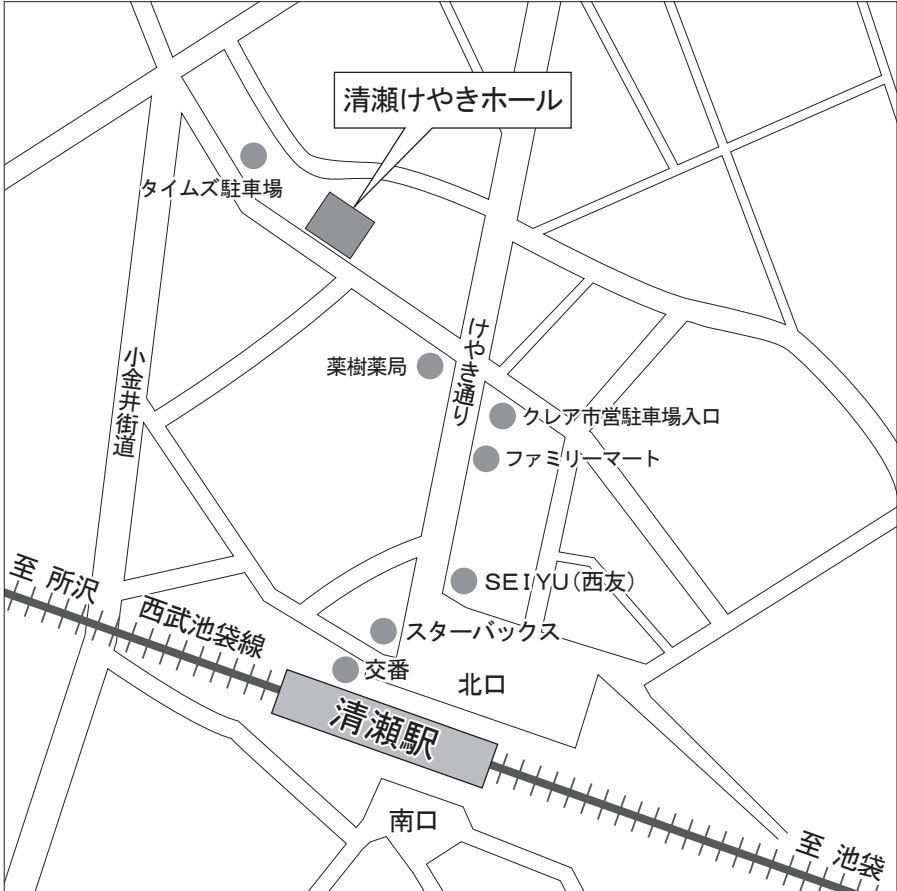 清瀬けやきホール
タイムズ駐車場
けやき通り
薬樹薬局
小金井街道
クレア市営駐車場入口
ファミリーマート
至 所沢
SEIYU(西友)
西武池袋線
スターバックス
交番
北口
清瀬駅
南口
至 池袋